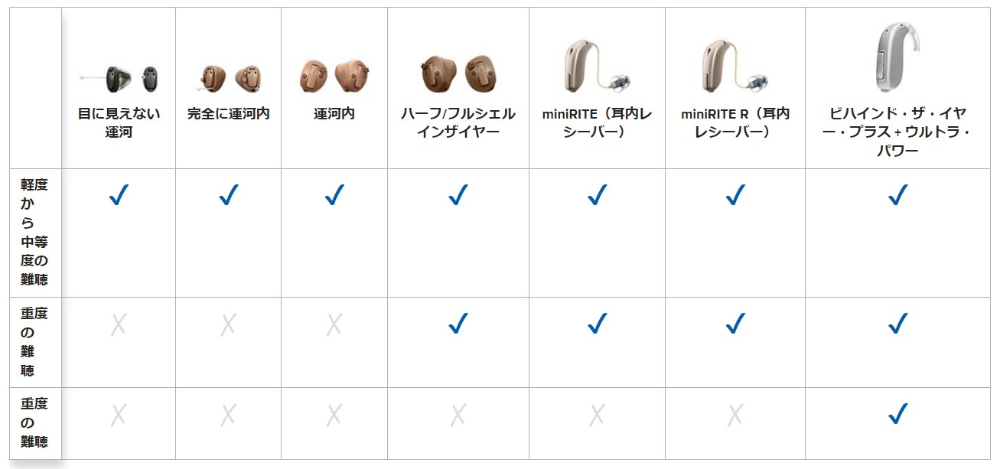 目に見えない
運河
完全に運河内
運河内
ハーフ/フルシェル
インザイヤー
miniRITE（耳内レ
シーバー）
miniRITE R（耳内
レシーバー）
ビハインド・ザ・イヤ
ー・プラス + ウルトラ・
パワー
軽度
か
ら
中等
度の
難聴
重度
の
難
聴
重度
の
難聴